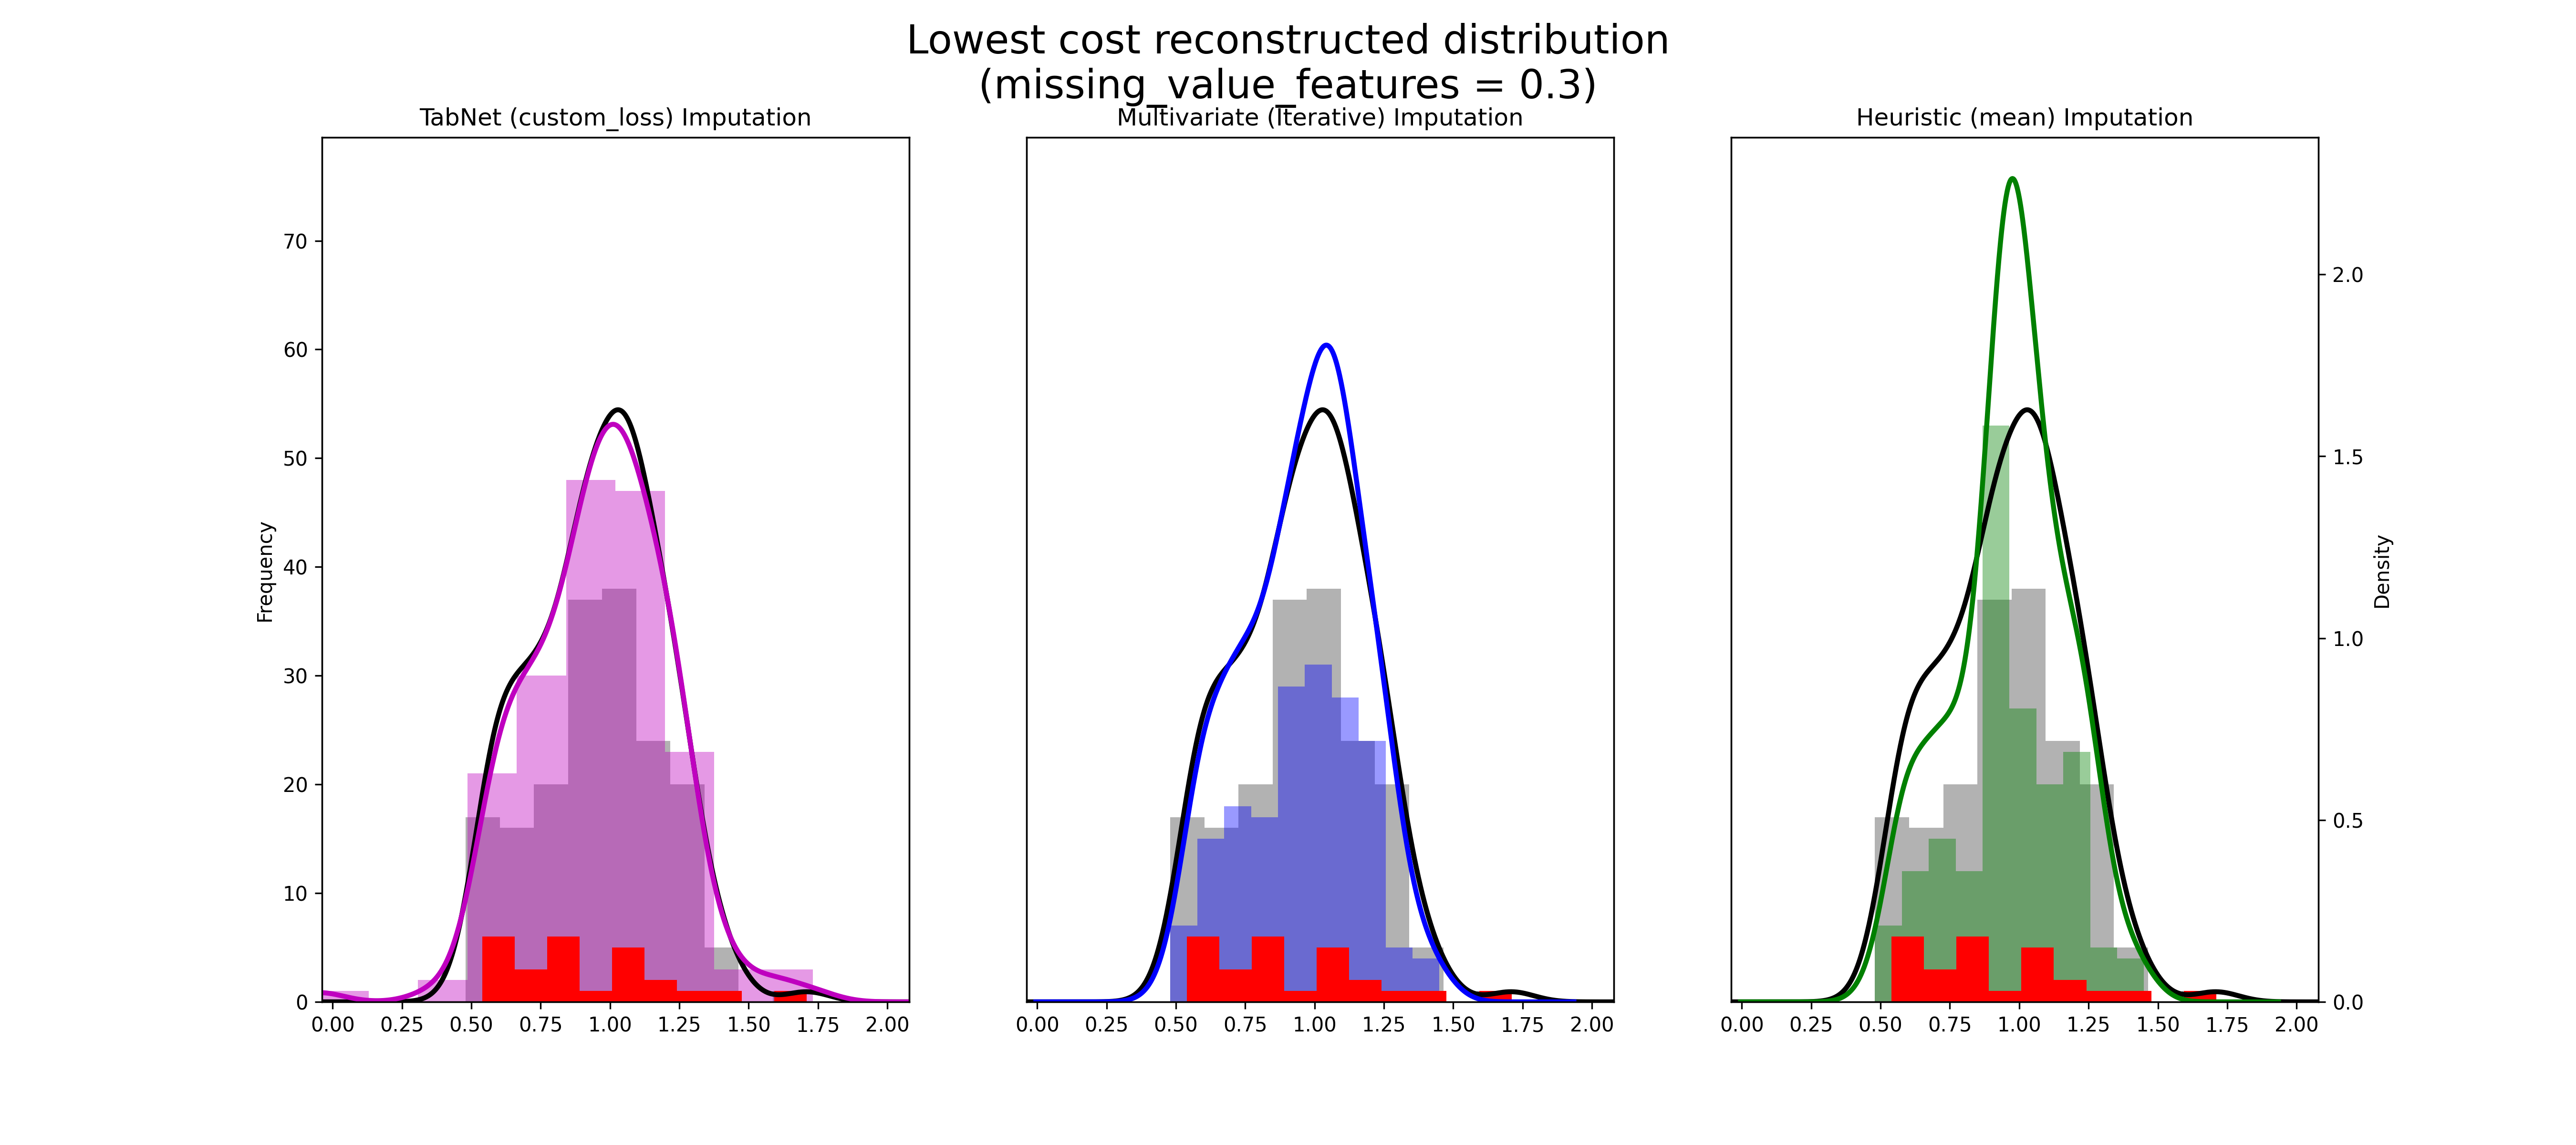 Lowest cost reconstructed distribution
(missing_value_features = 0.3)
TabNet (custom_loss) Imputation
Multivariate (Iterative) Imputation
Heuristic (mean) Imputation
70
60
50
40
30
20
10
0
Frequency
0.00 0.25 0.50 0.75 1.00 1.25 1.50 1.75 2.00
0.00 0.25 0.50 0.75 1.00 1.25 1.50 1.75 2.00
0.00 0.25 0.50 0.75 1.00 1.25 1.50 1.75 2.00
2.0
1.5
1.0
0.5
0.0
Density